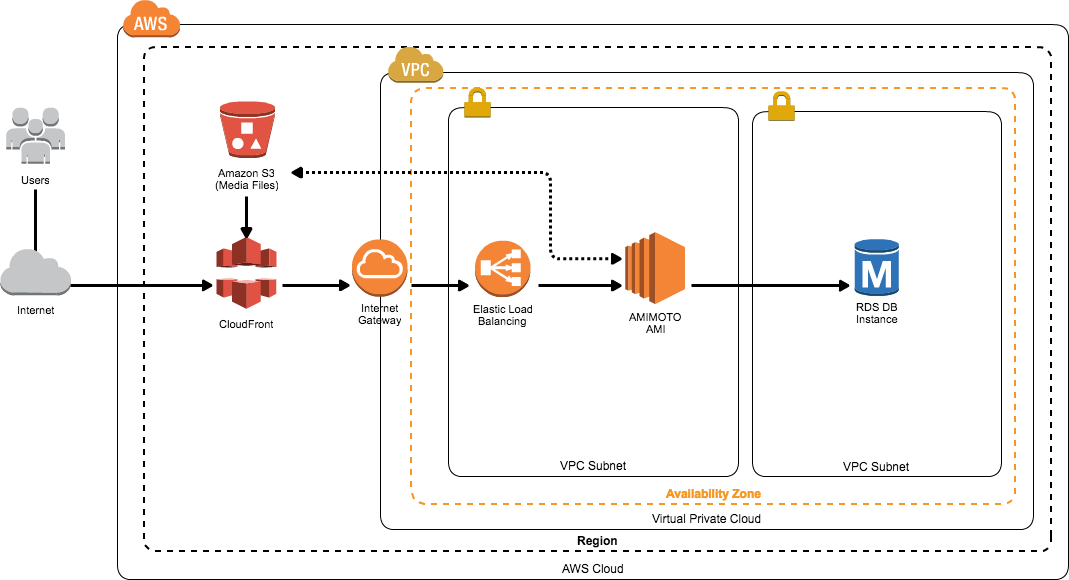 AWS
VPC
Users
Internet
Amazon S3
(Media Files)
CloudFront
Internet
Gateway
Elastic Load
Balancing
AMIMOTO
AMI
M
RDS DB
Instance
VPC Subnet
VPC Subnet
Availability Zone
Virtual Private Cloud
Region
AWS Cloud